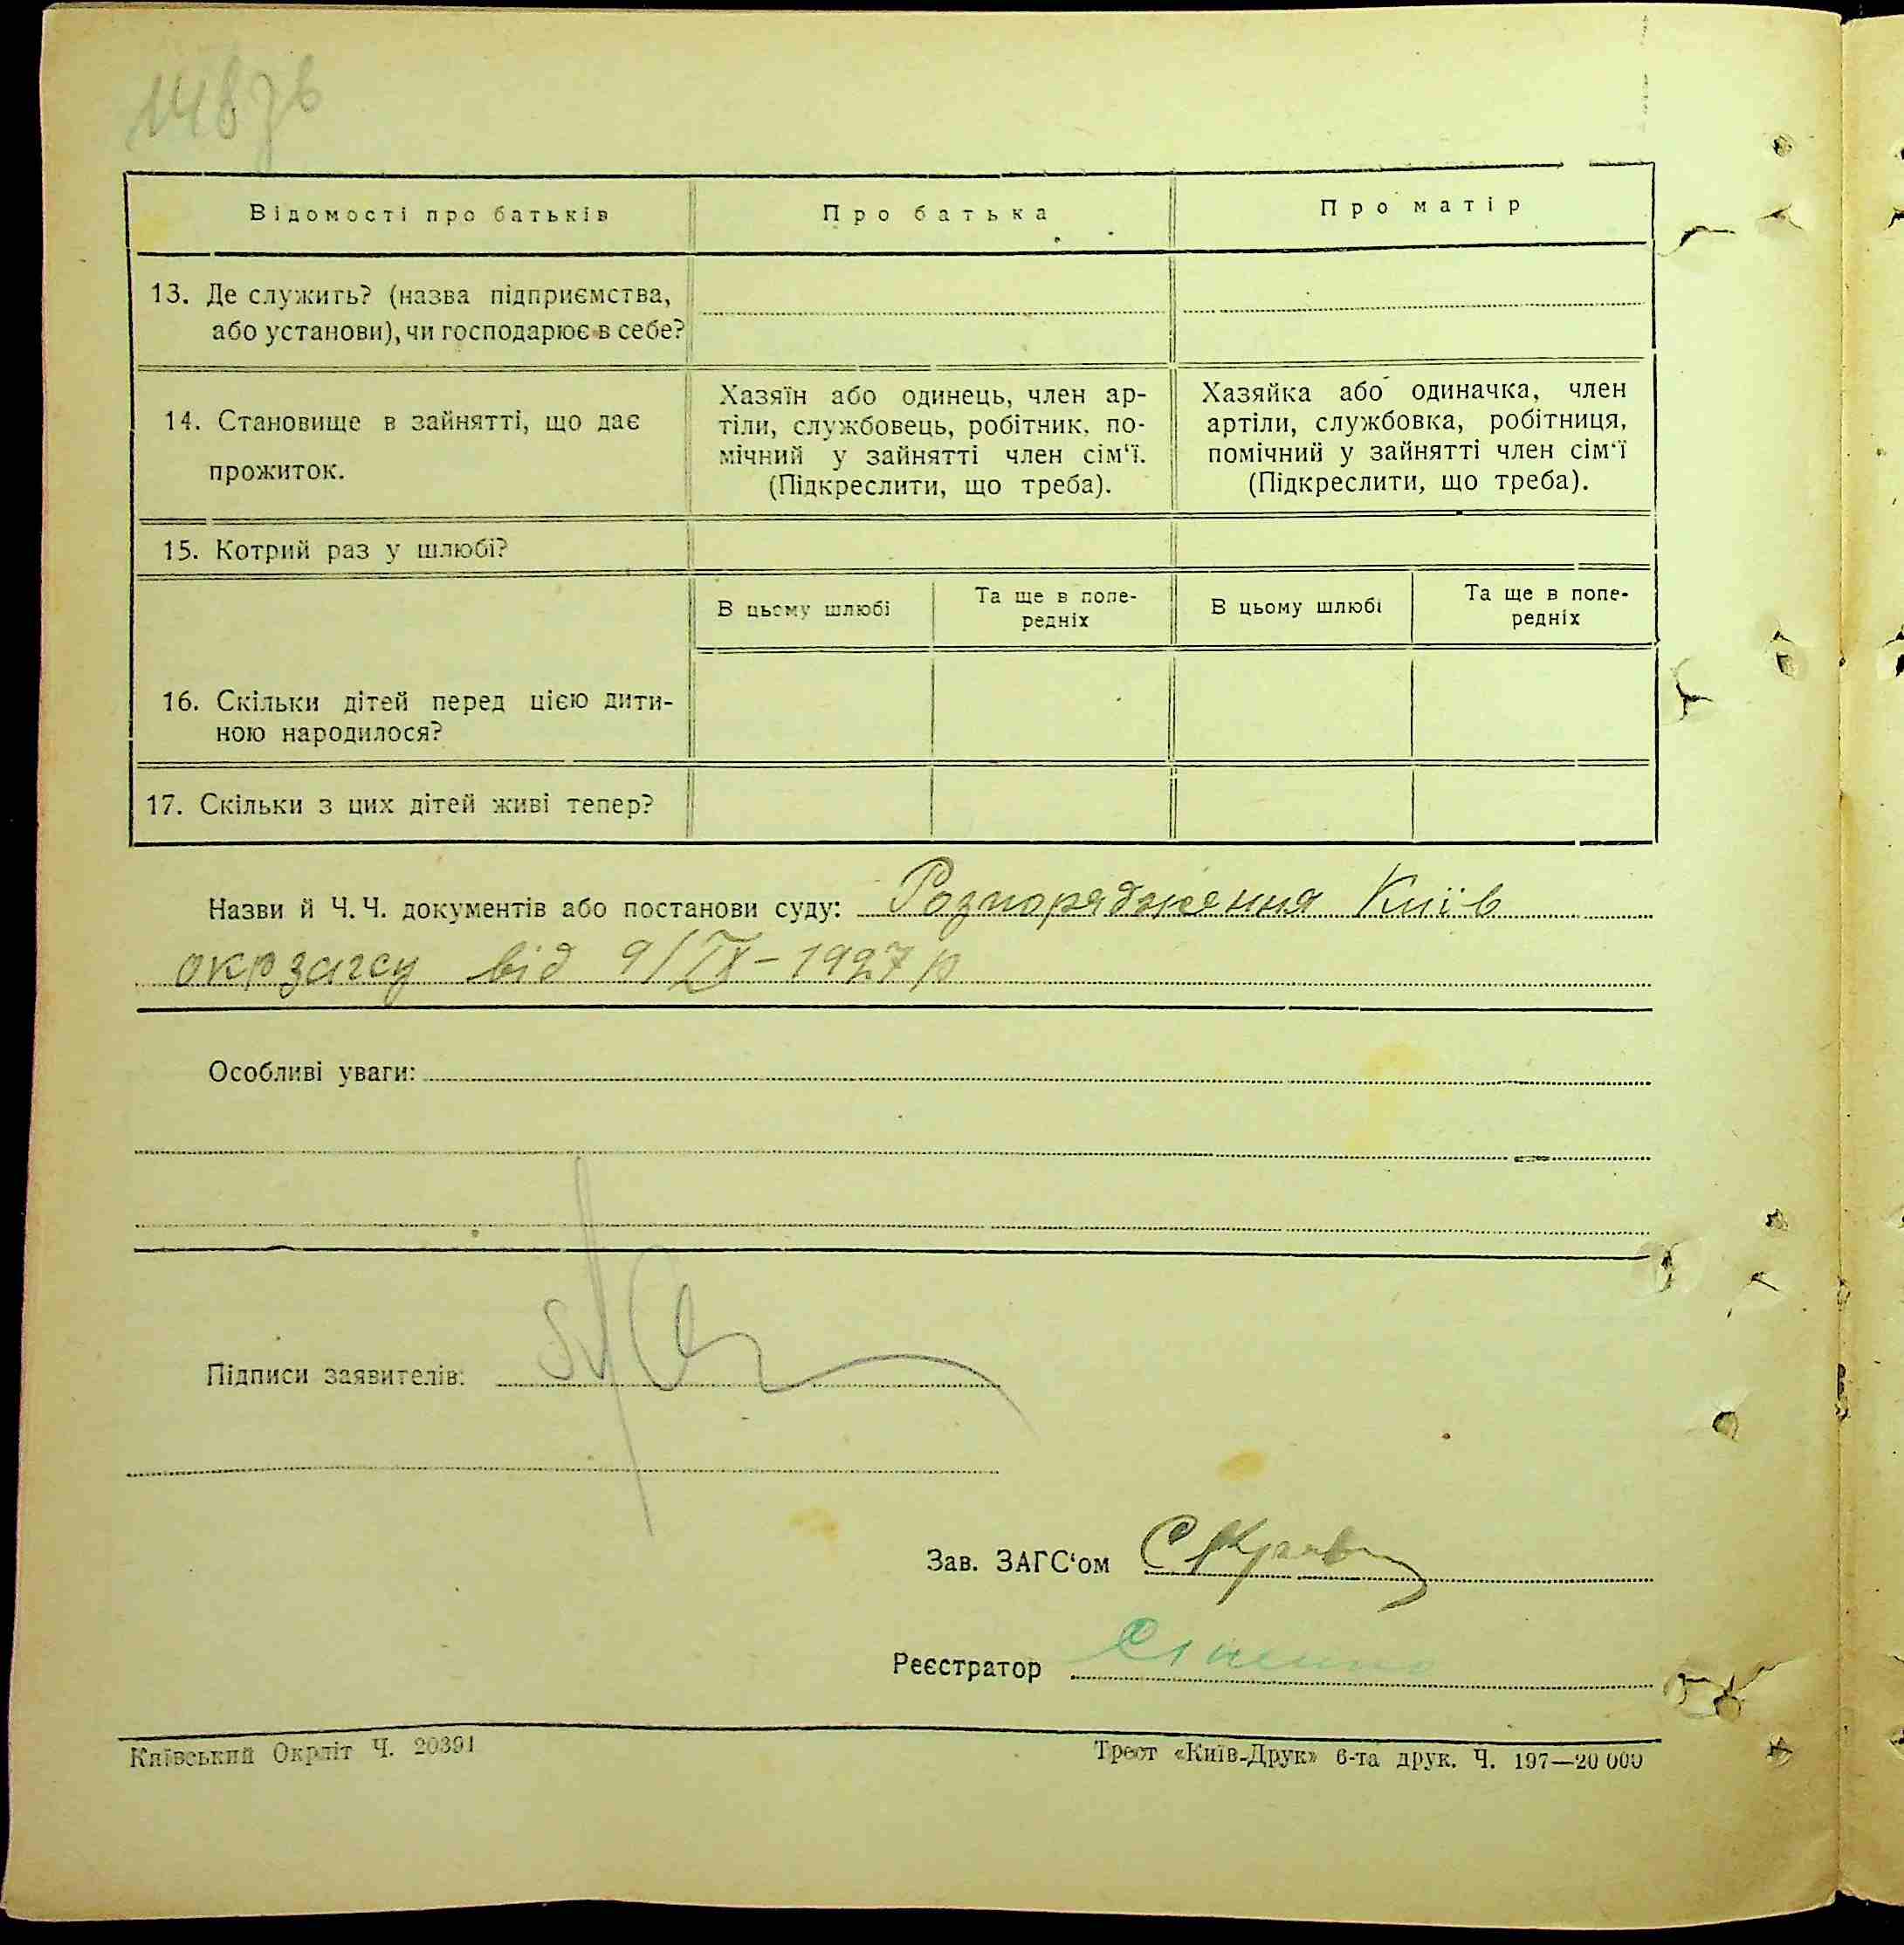 148зв
Відомості про батьків
Про батька
Про матір
13. Де служить? (назва підприємства,
або установи), чи господарює в себе?
14. Становище в зайнятті, що дає
прожиток.
Хазяїн або одинець, член ар-
тіли, службовець, робітник, по-
мічний у зайнятті член сім‘ї.
(Підкреслити, що треба).
Хазяйка або одиначка, член
артіли, службовка, робітниця,
помічний у зайнятті член сім‘ї
(Підкреслити, що треба).
15. Котрий раз у шлюбі?
В цьому шлюбі
Та ще в попе-
редніх
В цьому шлюбі
Та ще в попе-
редніх
16. Скільки дітей перед цією дити-
ною народилося?
17. Скільки з цих дітей живі тепер?
Назви й Ч. Ч. документів або постанови суду: Розпорядження Київ
окрзагсу від 9/IX-1927 р
Особливі уваги:
Підписи заявителів:
Зав. ЗАГС‘ом
Реєстратор
Київський Окрліт Ч. 20391
Трест «Київ-Друк» 6-та друк. Ч. 197—20 000